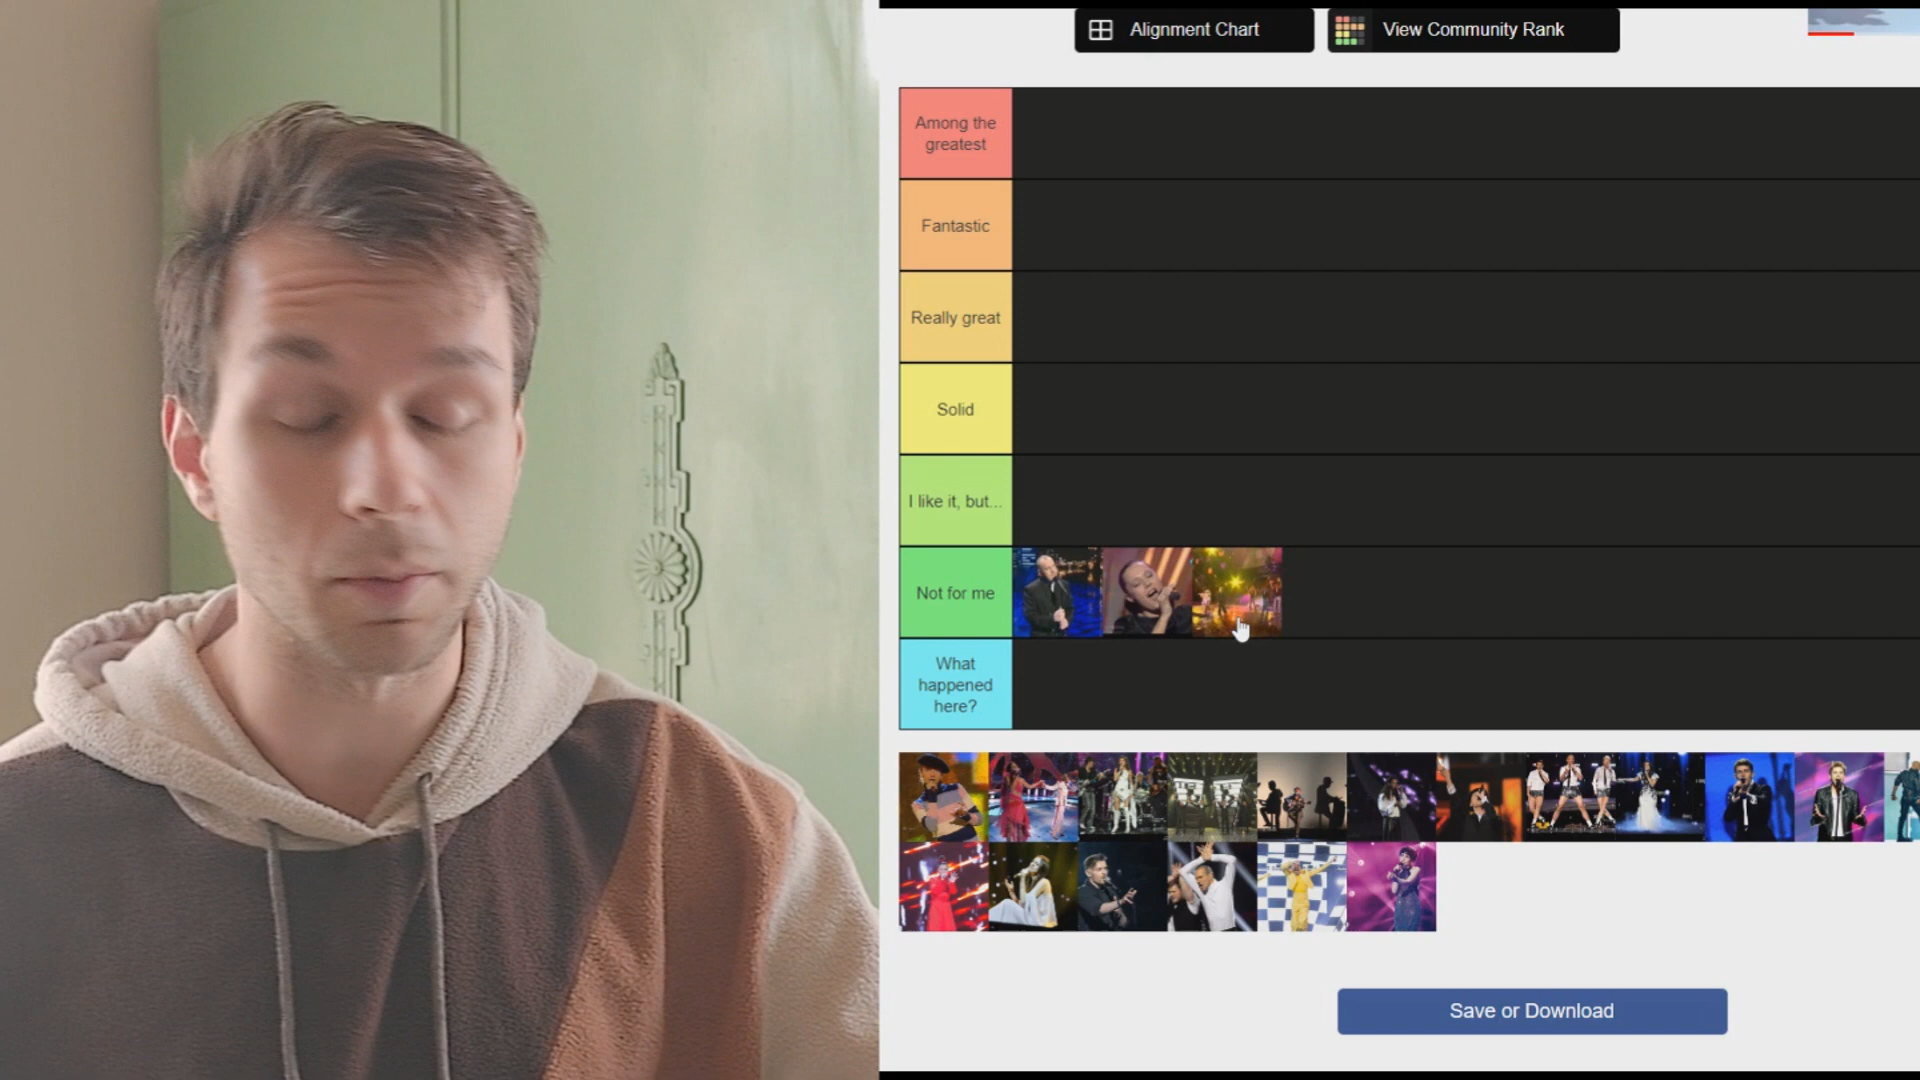 Alignment Chart
View Community Rank
Among the
greatest
Fantastic
Really great
Solid
I like it, but...
Not for me
What
happened
here?
Save or Download